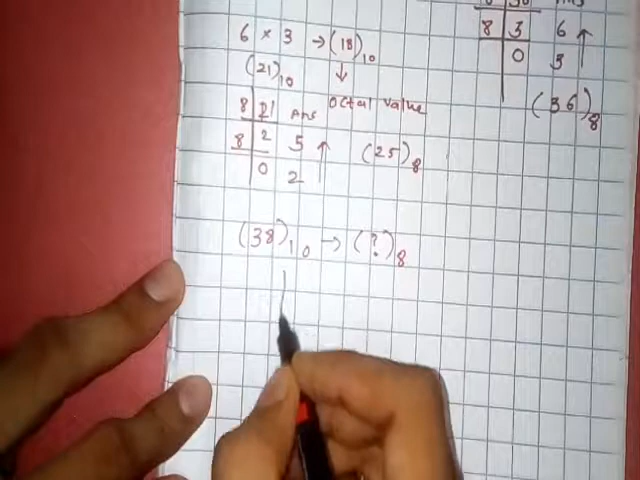 6 × 3 → (18)10
(21)10 ↓
8 21 Ans Octal Value
8 2 5 ↑ (25)8
0 2
(38)10 → (?)8
8 3 6 ↑
0 3
(36)8